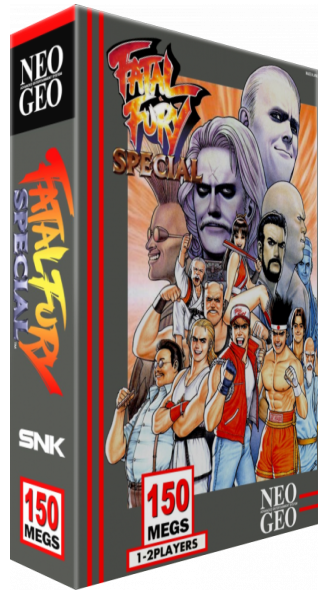 NEO
GEO
FATAL FURY
SPECIAL
SNK
150
MEGS
FATAL
FURY
SPECIAL
150
MEGS
1-2PLAYERS
NEO
GEO